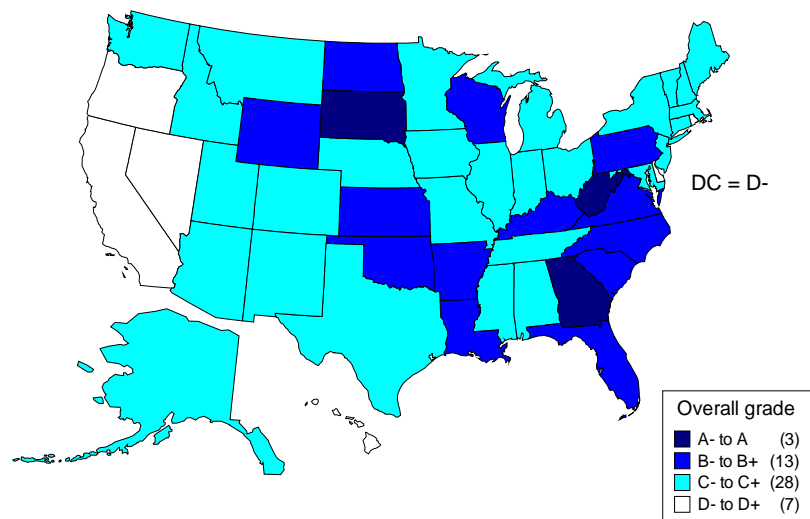 DC = D-
Overall grade
A- to A (3)
B- to B+ (13)
C- to C+ (28)
D- to D+ (7)